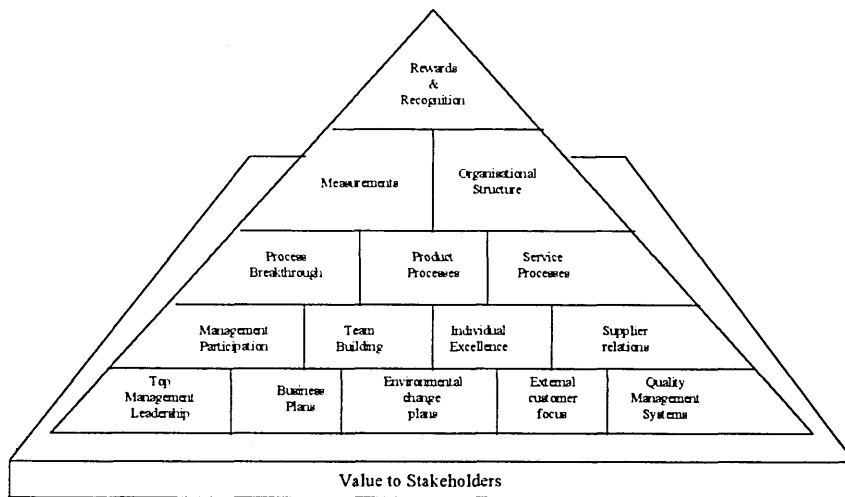 Rewards
&
Recognition
Measurements
Organisational
Structure
Process
Breakthrough
Product
Processes
Service
Processes
Management
Participation
Team
Building
Individual
Excellence
Supplier
relations
Top
Management
Leadership
Business
Plans
Environmental
change
plans
External
customer
focus
Quality
Management
Systems
Value to Stakeholders